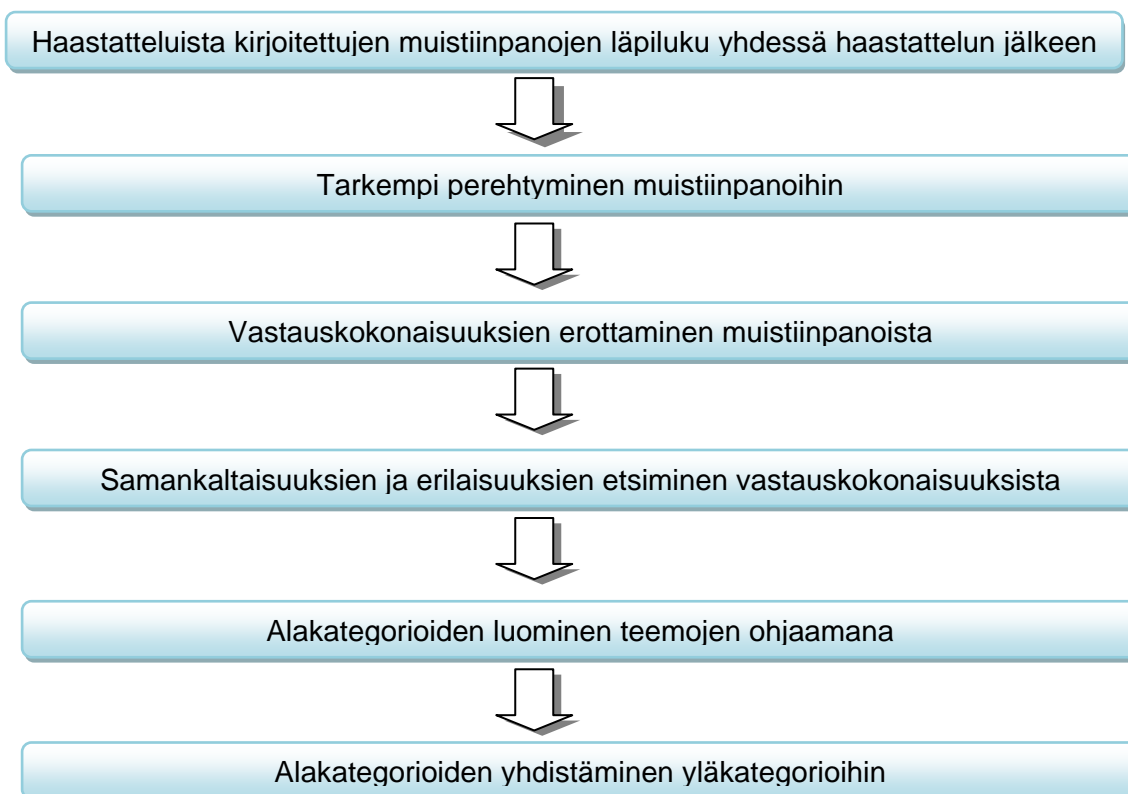 Haastatteluista kirjoitettujen muistiinpanojen läpiluku yhdessä haastattelun jälkeen
Tarkempi perehtyminen muistiinpanoihin
Vastauskokonaisuuksien erottaminen muistiinpanoista
Samankaltaisuuksien ja erilaisuuksien etsiminen vastauskokonaisuuksista
Alakategorioiden luominen teemojen ohjaamana
Alakategorioiden yhdistäminen yläkategorioihin